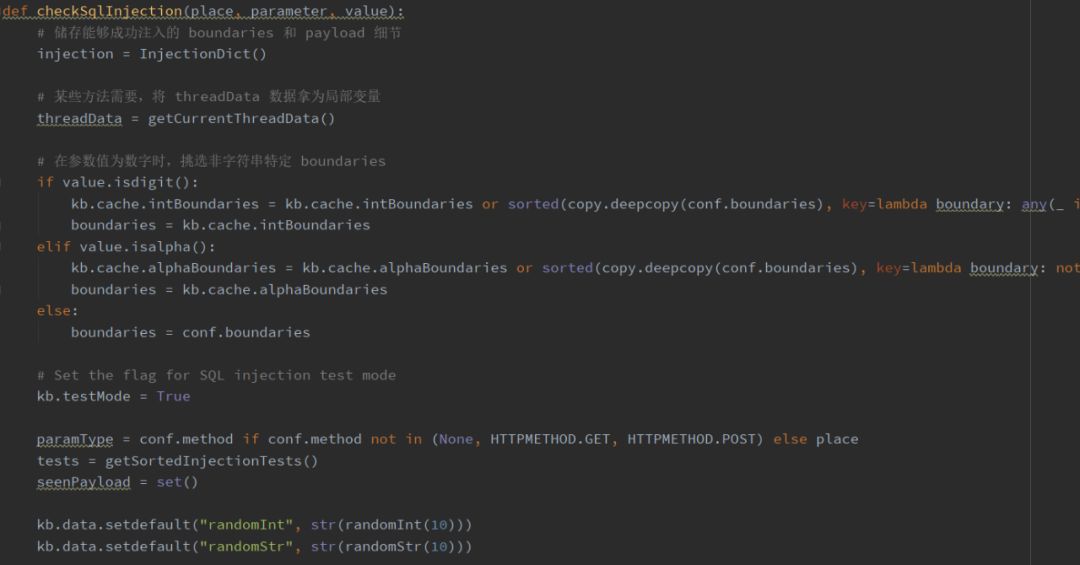 def checkSqlInjection(place, parameter, value):
    # 储存能够成功注入的 boundaries 和 payload 细节
    injection = InjectionDict()
    # 某些方法需要，将 threadData 数据拿为局部变量
    threadData = getCurrentThreadData()
    # 在参数值为数字时，挑选非字符串特定 boundaries
    if value.isdigit():
        kb.cache.intBoundaries = kb.cache.intBoundaries or sorted(copy.deepcopy(conf.boundaries), key=lambda boundary: any(_ i
        boundaries = kb.cache.intBoundaries
    elif value.isalpha():
        kb.cache.alphaBoundaries = kb.cache.alphaBoundaries or sorted(copy.deepcopy(conf.boundaries), key=lambda boundary: not
        boundaries = kb.cache.alphaBoundaries
    else:
        boundaries = conf.boundaries
    # Set the flag for SQL injection test mode
    kb.testMode = True
    paramType = conf.method if conf.method not in (None, HTTPMETHOD.GET, HTTPMETHOD.POST) else place
    tests = getSortedInjectionTests()
    seenPayload = set()
    kb.data.setdefault("randomInt", str(randomInt(10)))
    kb.data.setdefault("randomStr", str(randomStr(10)))